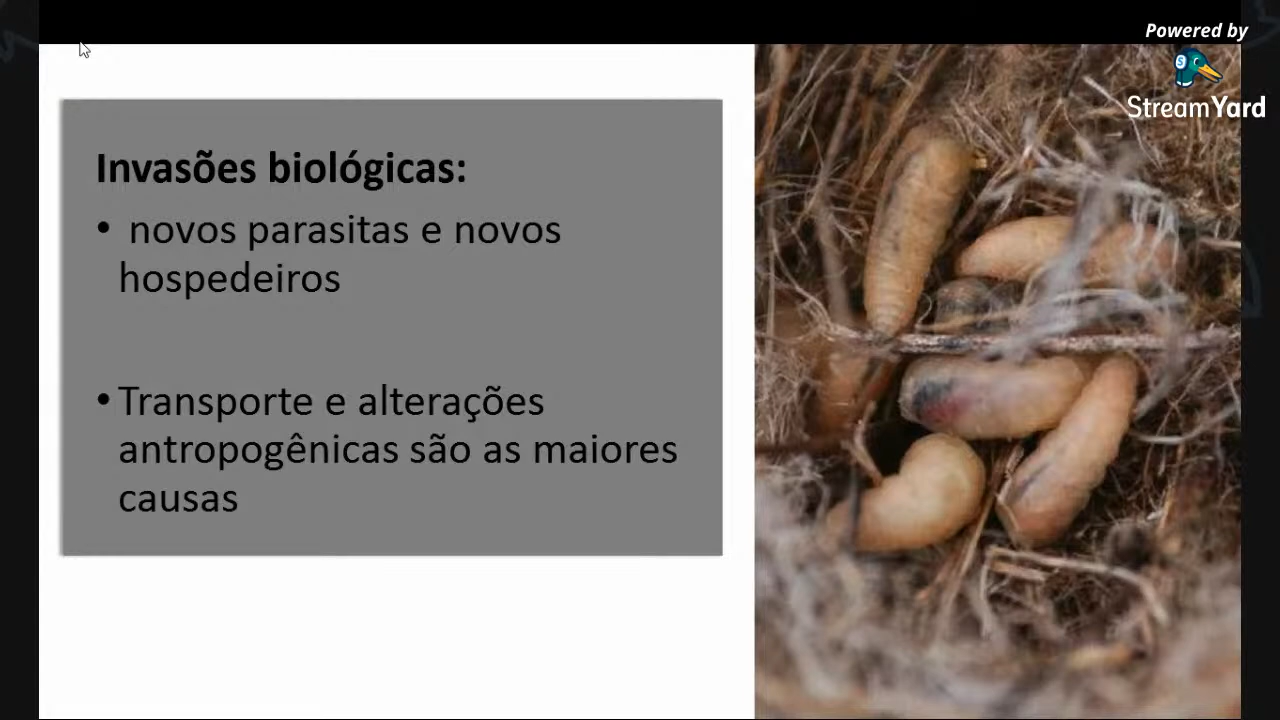 Powered by
StreamYard
Invasões biológicas:
• novos parasitas e novos
hospedeiros
• Transporte e alterações
antropogênicas são as maiores
causas